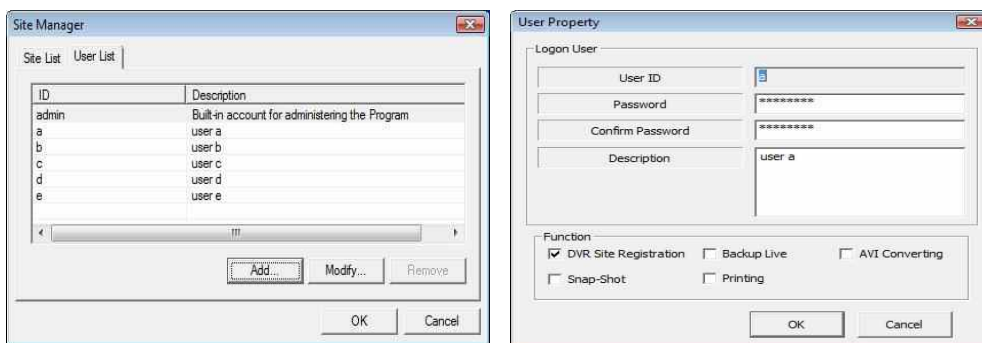 Site Manager
Site List User List
ID Description
admin Built-in account for administering the Program
a user a
b user b
c user c
d user d
e user e
Add... Modify... Remove
OK Cancel
User Property
Logon User
User ID a
Password ********
Confirm Password ********
Description user a
Function
DVR Site Registration Backup Live AVI Converting
Snap-Shot Printing
OK Cancel